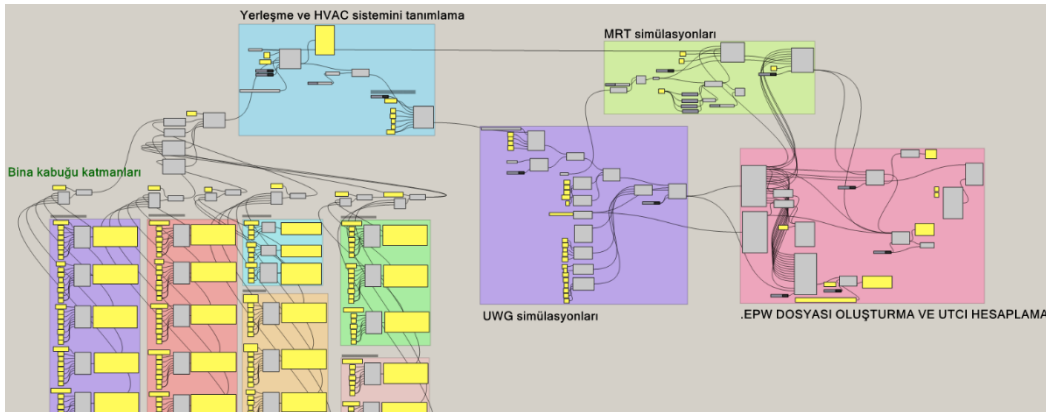 Yerleşme ve HVAC sistemini tanımlama
MRT simülasyonları
Bina kabuğu katmanları
UWG simülasyonları
.EPW DOSYASI OLUŞTURMA VE UTCI HESAPLAMA